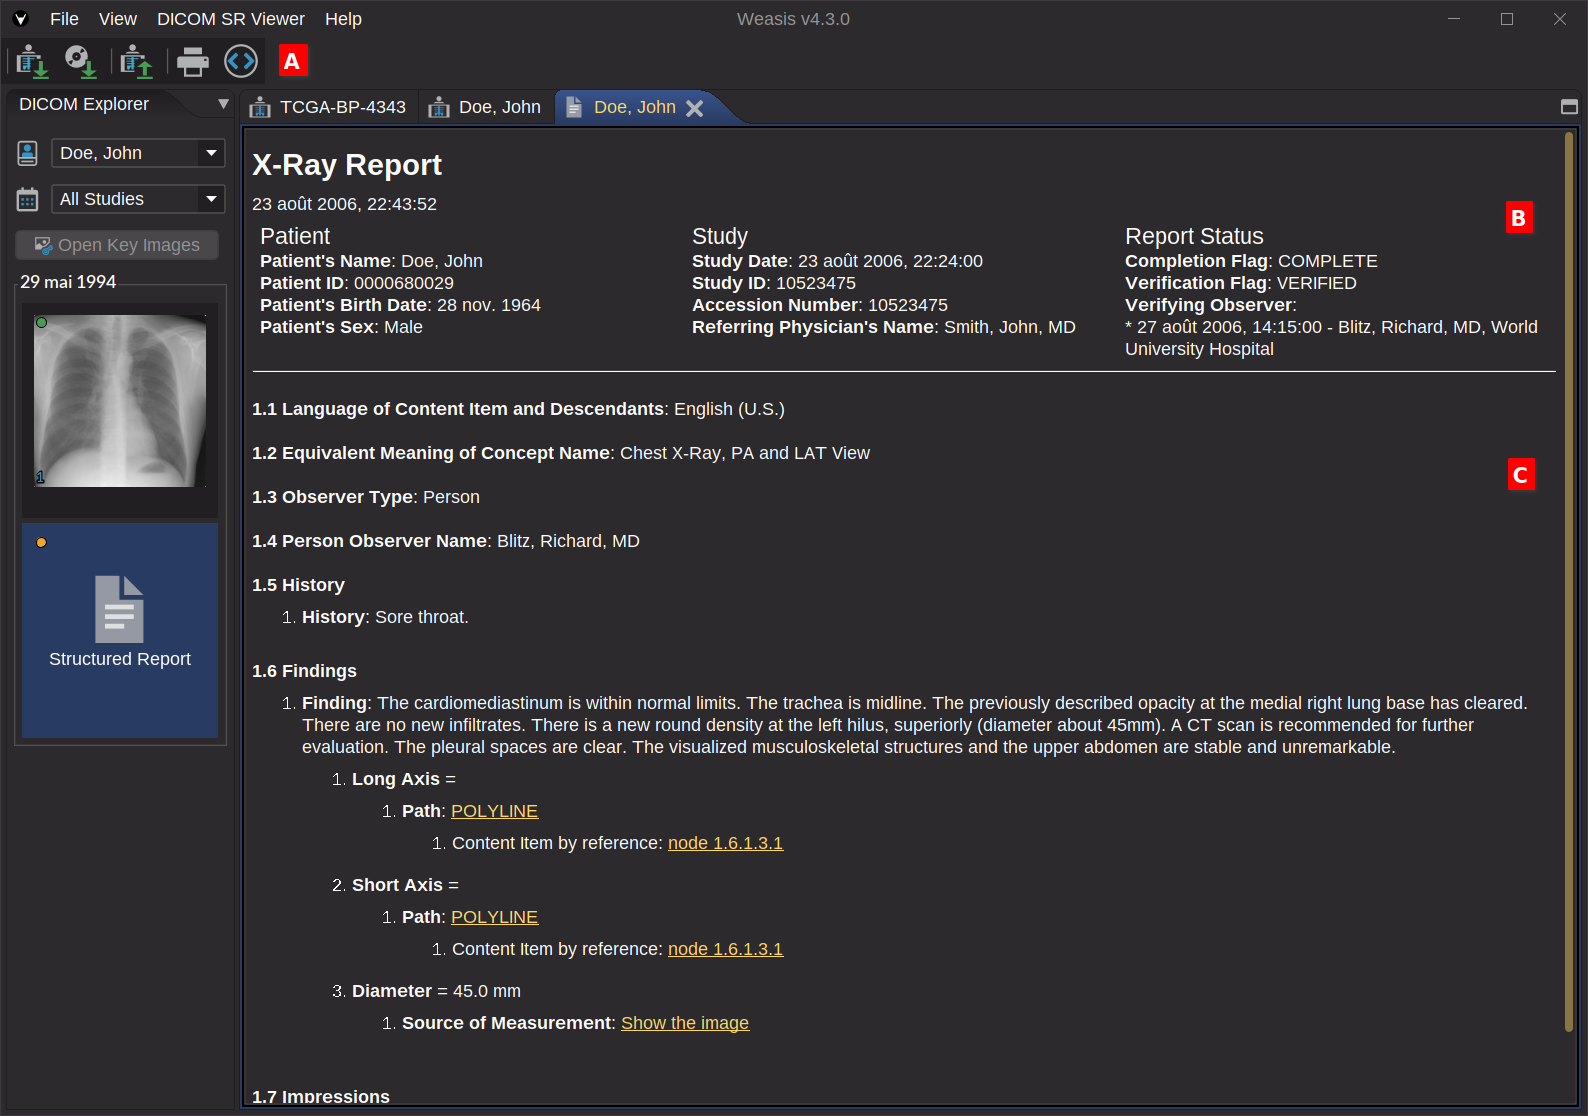 File View DICOM SR Viewer Help
Weasis v4.3.0
A
DICOM Explorer
TCGA-BP-4343
Doe, John
Doe, John
Doe, John
All Studies
Open Key Images
29 mai 1994
1
Structured Report
X-Ray Report
23 août 2006, 22:43:52
B
Patient
Patient's Name: Doe, John
Patient ID: 0000680029
Patient's Birth Date: 28 nov. 1964
Patient's Sex: Male
Study
Study Date: 23 août 2006, 22:24:00
Study ID: 10523475
Accession Number: 10523475
Referring Physician's Name: Smith, John, MD
Report Status
Completion Flag: COMPLETE
Verification Flag: VERIFIED
Verifying Observer:
* 27 août 2006, 14:15:00 - Blitz, Richard, MD, World
University Hospital
1.1 Language of Content Item and Descendants: English (U.S.)
1.2 Equivalent Meaning of Concept Name: Chest X-Ray, PA and LAT View
C
1.3 Observer Type: Person
1.4 Person Observer Name: Blitz, Richard, MD
1.5 History
1. History: Sore throat.
1.6 Findings
1. Finding: The cardiomediastinum is within normal limits. The trachea is midline. The previously described opacity at the medial right lung base has cleared.
There are no new infiltrates. There is a new round density at the left hilus, superiorly (diameter about 45mm). A CT scan is recommended for further
evaluation. The pleural spaces are clear. The visualized musculoskeletal structures and the upper abdomen are stable and unremarkable.
1. Long Axis =
1. Path: POLYLINE
1. Content Item by reference: node 1.6.1.3.1
2. Short Axis =
1. Path: POLYLINE
1. Content Item by reference: node 1.6.1.3.1
3. Diameter = 45.0 mm
1. Source of Measurement: Show the image
1.7 Impressions